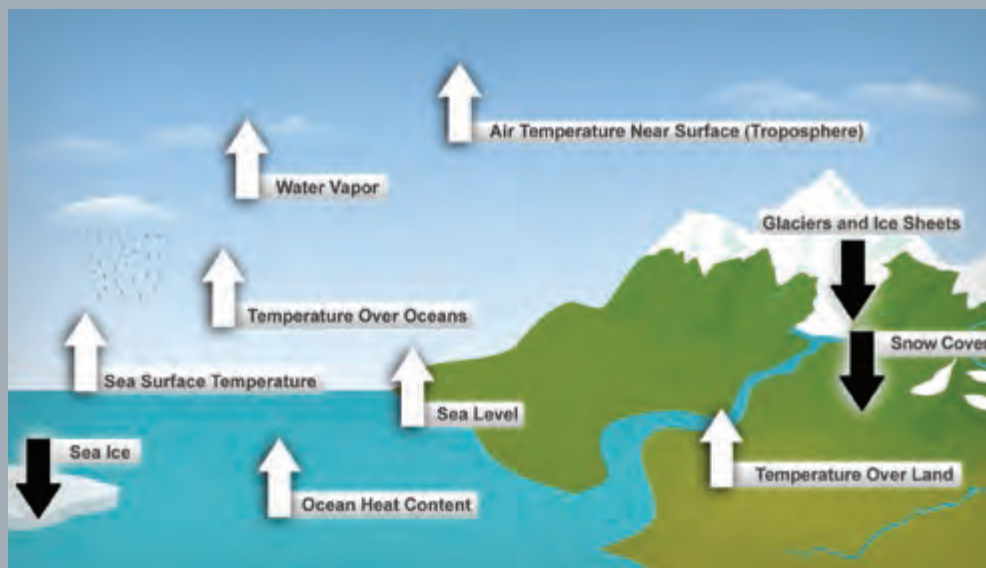 Air Temperature Near Surface (Troposphere)
Water Vapor
Glaciers and Ice Sheets
Temperature Over Oceans
Snow Cover
Sea Surface Temperature
Sea Level
Sea Ice
Temperature Over Land
Ocean Heat Content